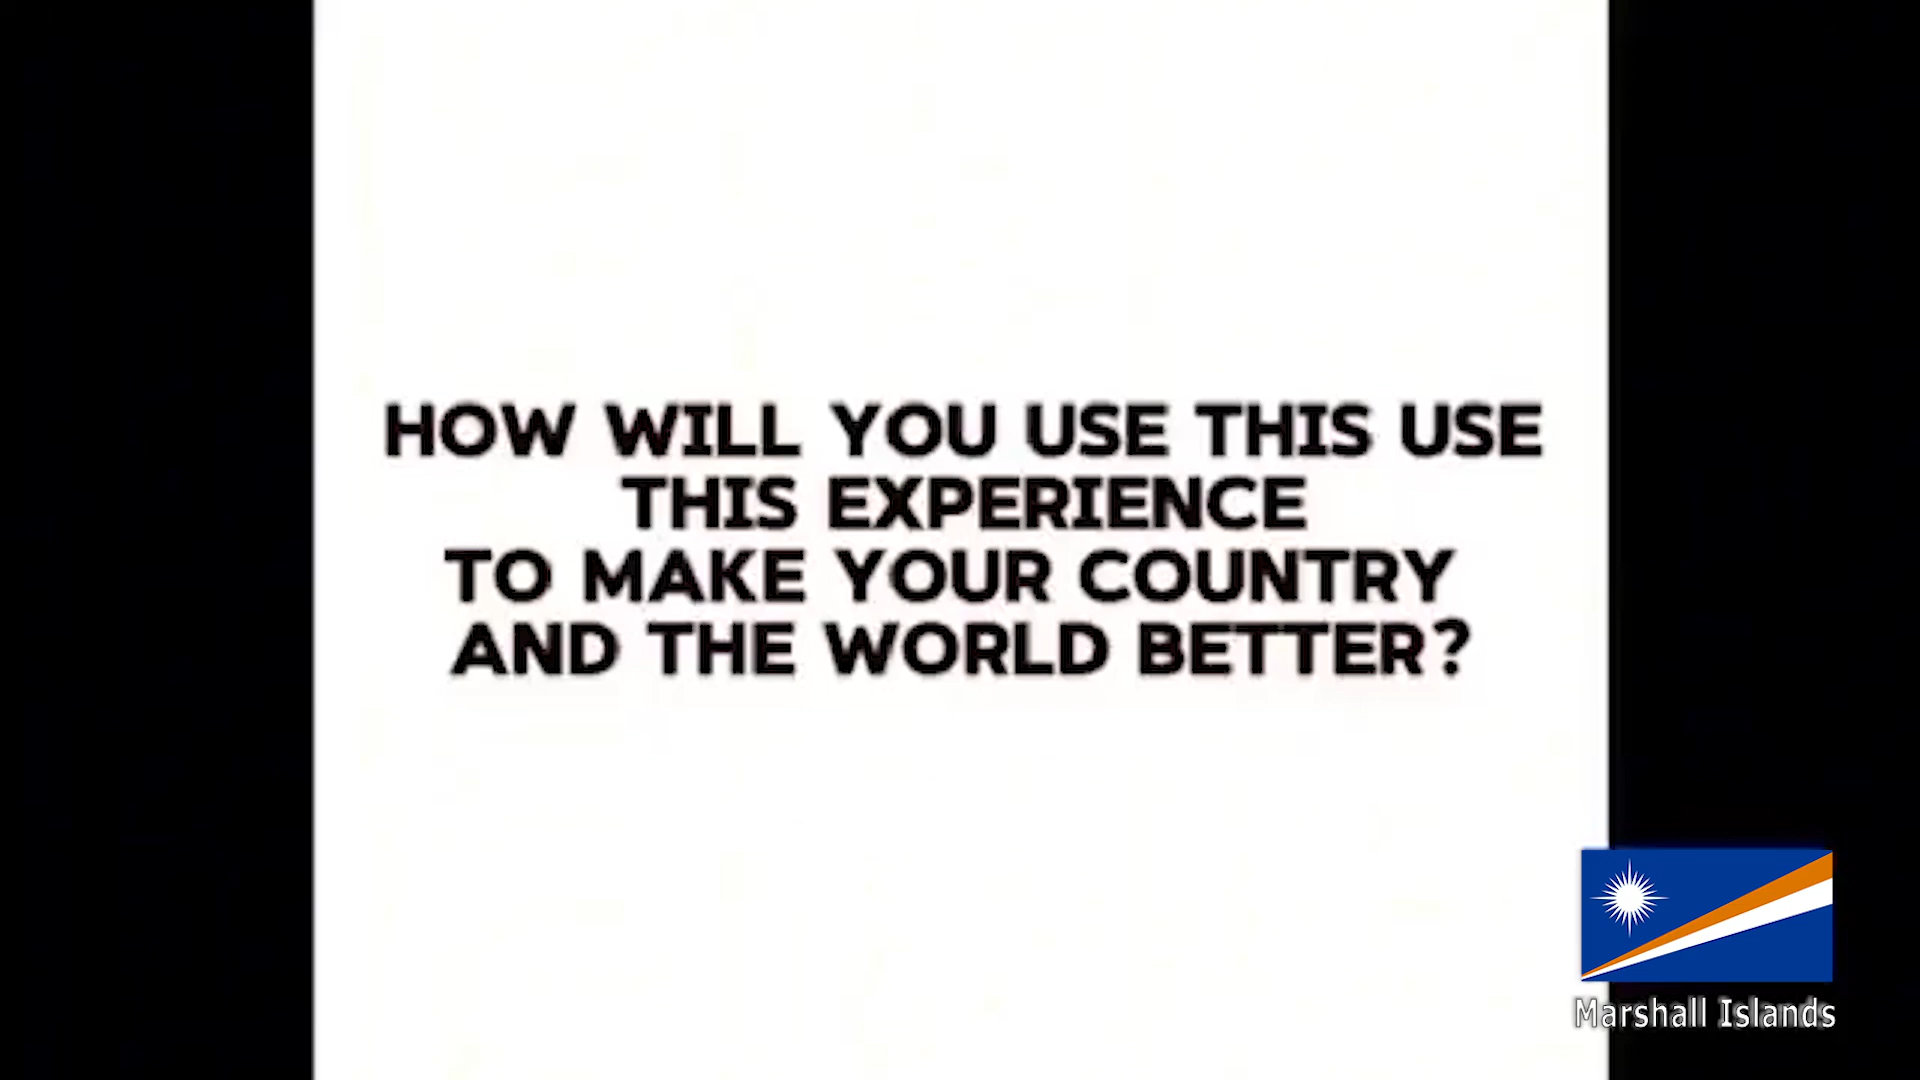 HOW WILL YOU USE THIS USE
THIS EXPERIENCE
TO MAKE YOUR COUNTRY
AND THE WORLD BETTER?
Marshall Islands